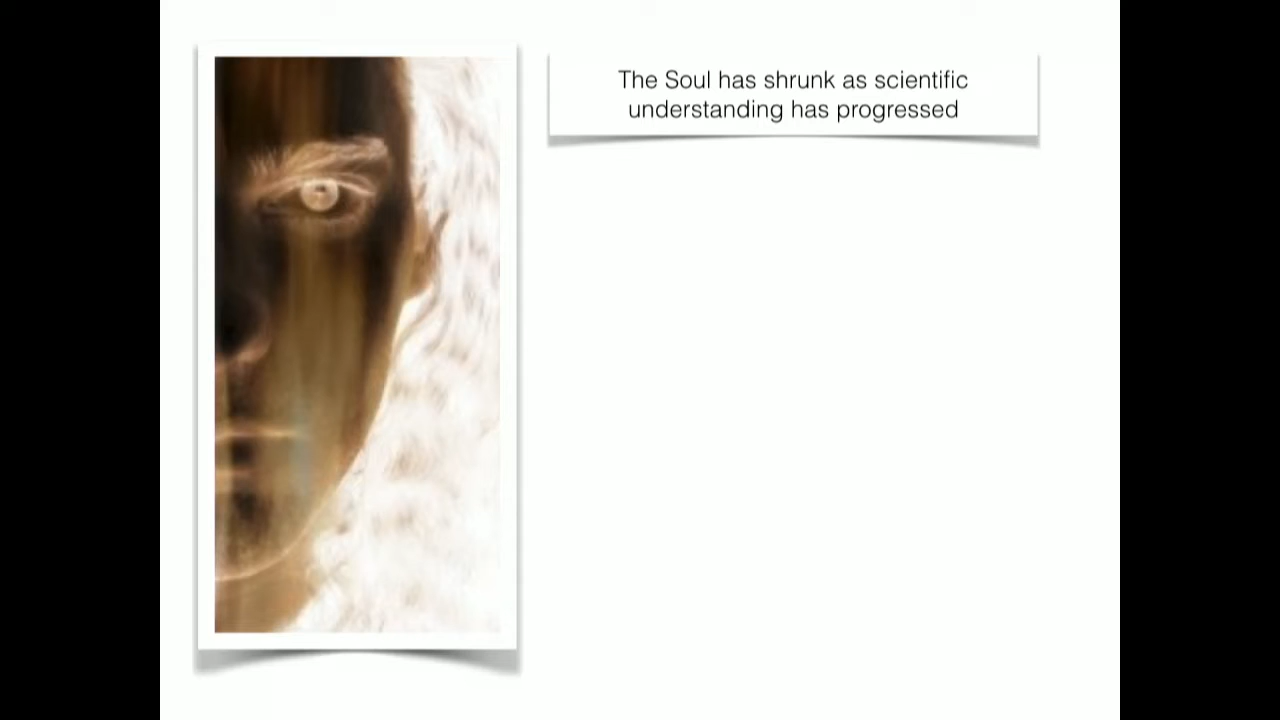 The Soul has shrunk as scientific
understanding has progressed